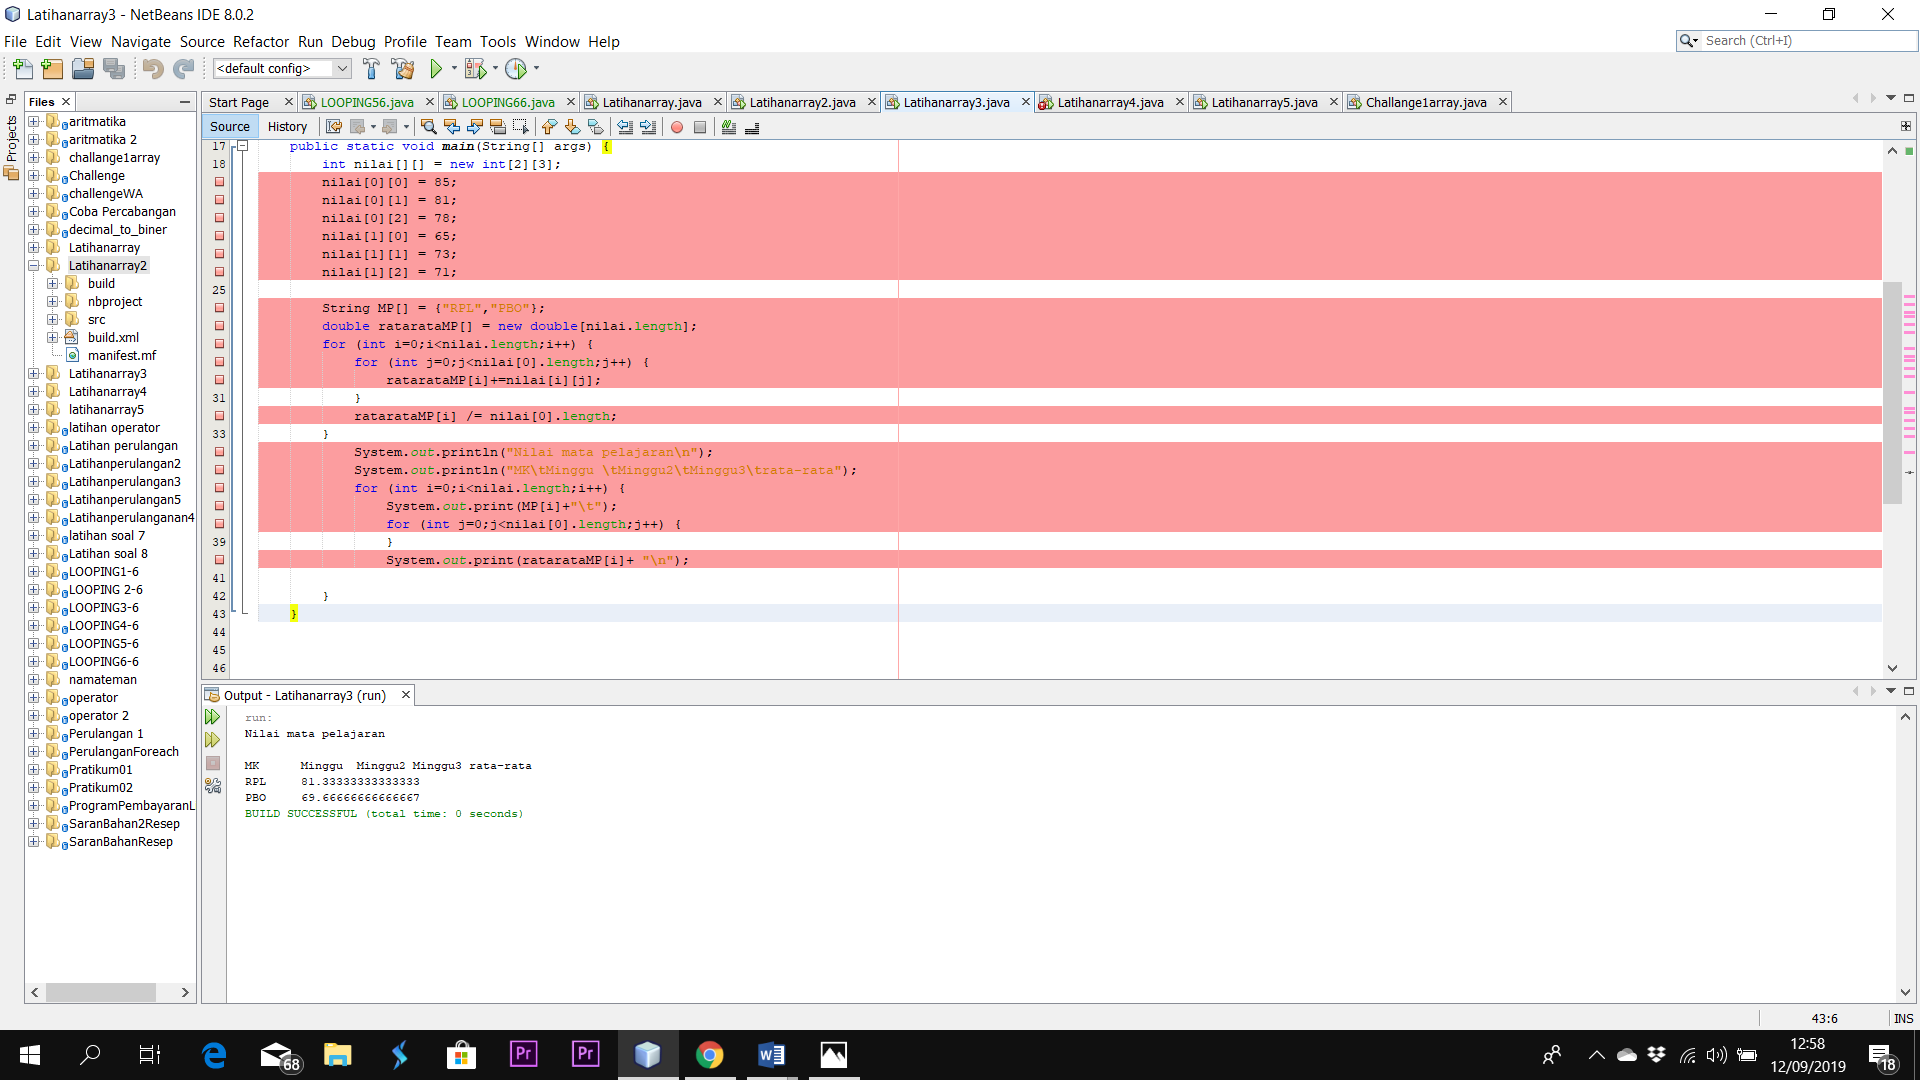 Latihanarray3 - NetBeans IDE 8.0.2
File Edit View Navigate Source Refactor Run Debug Profile Team Tools Window Help
Search (Ctrl+I)
<default config>
Files
Start Page LOOPING56.java LOOPING66.java Latihanarray.java Latihanarray2.java Latihanarray3.java Latihanarray4.java Latihanarray5.java Challange1array.java
Projects
Source History
aritmatika
aritmatika 2
challange1array
Challenge
challengeWA
Coba Percabangan
decimal_to_biner
Latihanarray
Latihanarray2
build
nbproject
src
build.xml
manifest.mf
Latihanarray3
Latihanarray4
latihanarray5
latihan operator
Latihan perulangan
Latihanperulangan2
Latihanperulangan3
Latihanperulangan5
Latihanperulanganan4
latihan soal 7
Latihan soal 8
LOOPING1-6
LOOPING 2-6
LOOPING3-6
LOOPING4-6
LOOPING5-6
LOOPING6-6
namateman
operator
operator 2
Perulangan 1
PerulanganForeach
Pratikum01
Pratikum02
ProgramPembayaranL
SaranBahan2Resep
SaranBahanResep
17 public static void main(String[] args) {
18 int nilai[][] = new int[2][3];
nilai[0][0] = 85;
nilai[0][1] = 81;
nilai[0][2] = 78;
nilai[1][0] = 65;
nilai[1][1] = 73;
nilai[1][2] = 71;
25
String MP[] = {"RPL","PBO"};
double ratarataMP[] = new double[nilai.length];
for (int i=0;i<nilai.length;i++) {
for (int j=0;j<nilai[0].length;j++) {
ratarataMP[i]+=nilai[i][j];
31 }
ratarataMP[i] /= nilai[0].length;
33 }
System.out.println("Nilai mata pelajaran\n");
System.out.println("MK\tMinggu \tMinggu2\tMinggu3\trata-rata");
for (int i=0;i<nilai.length;i++) {
System.out.print(MP[i]+"\t");
for (int j=0;j<nilai[0].length;j++) {
39 }
System.out.print(ratarataMP[i]+ "\n");
41
42 }
43 }
44
45
46
Output - Latihanarray3 (run)
run:
Nilai mata pelajaran
MK Minggu Minggu2 Minggu3 rata-rata
RPL 81.33333333333333
PBO 69.66666666666667
BUILD SUCCESSFUL (total time: 0 seconds)
43:6 INS
68
Pr
Pr
12:58
12/09/2019
18